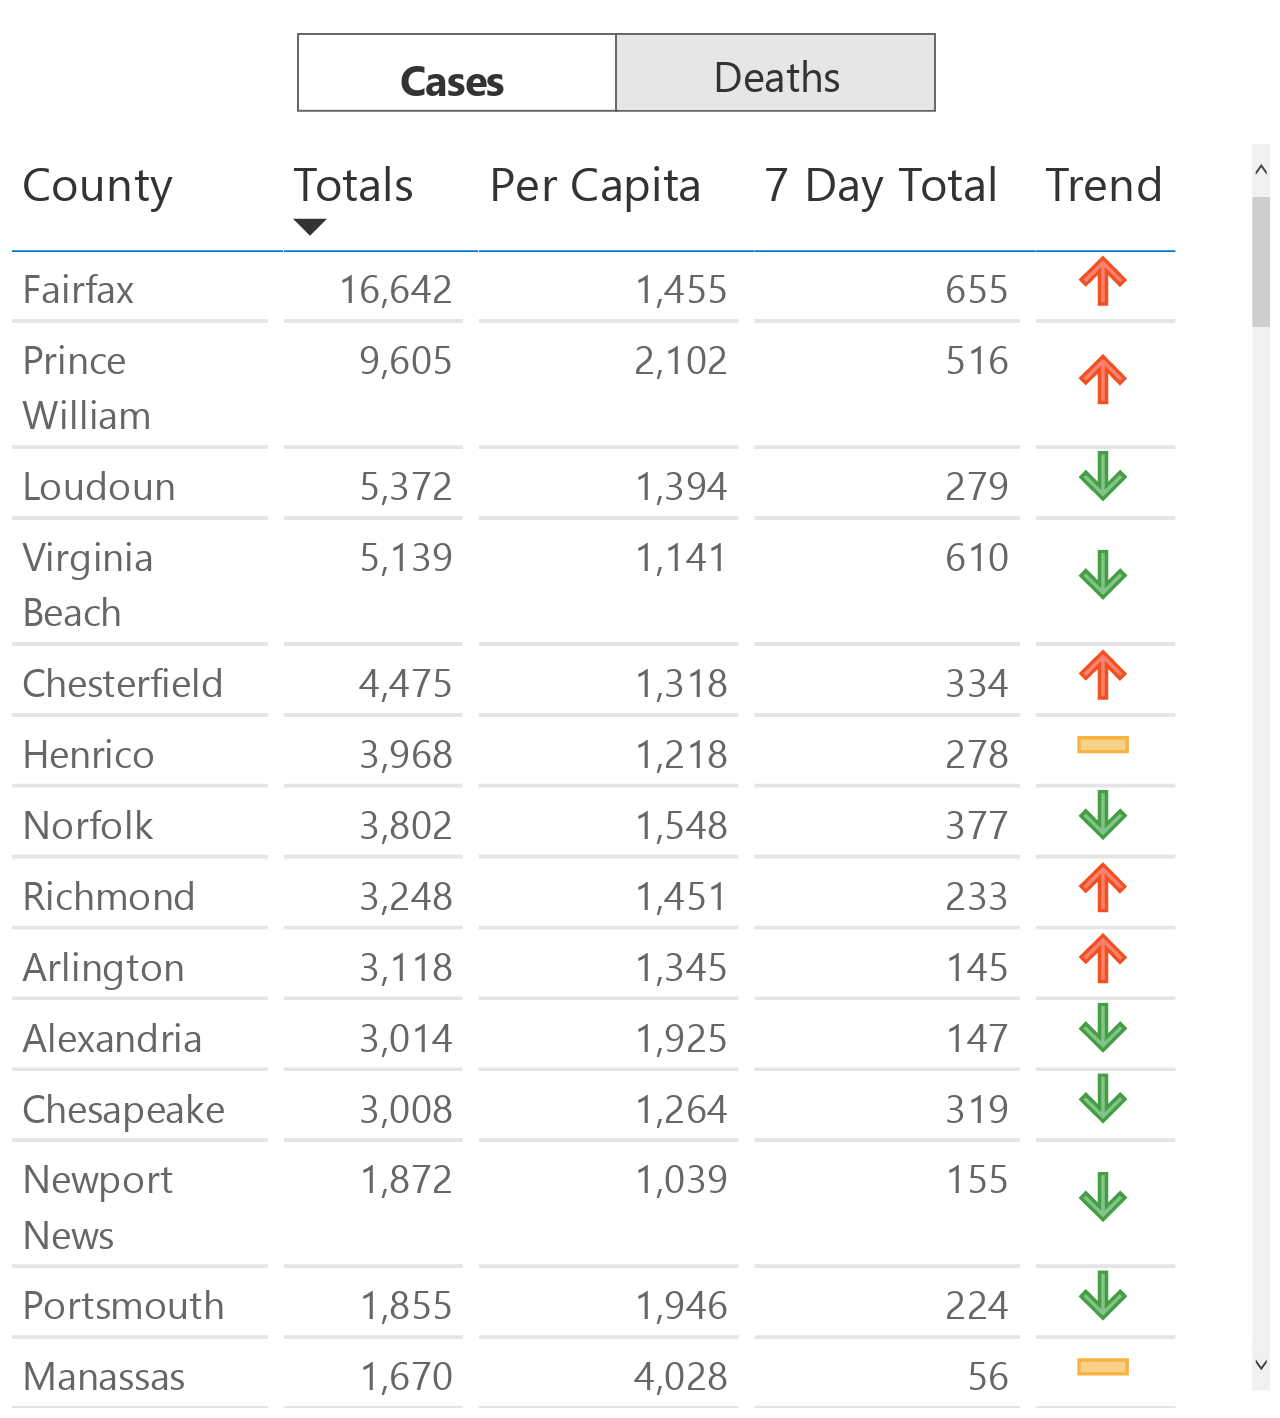 Cases Deaths
County Totals Per Capita 7 Day Total Trend
Fairfax 16,642 1,455 655
Prince 9,605 2,102 516
William
Loudoun 5,372 1,394 279
Virginia 5,139 1,141 610
Beach
Chesterfield 4,475 1,318 334
Henrico 3,968 1,218 278
Norfolk 3,802 1,548 377
Richmond 3,248 1,451 233
Arlington 3,118 1,345 145
Alexandria 3,014 1,925 147
Chesapeake 3,008 1,264 319
Newport 1,872 1,039 155
News
Portsmouth 1,855 1,946 224
Manassas 1,670 4,028 56